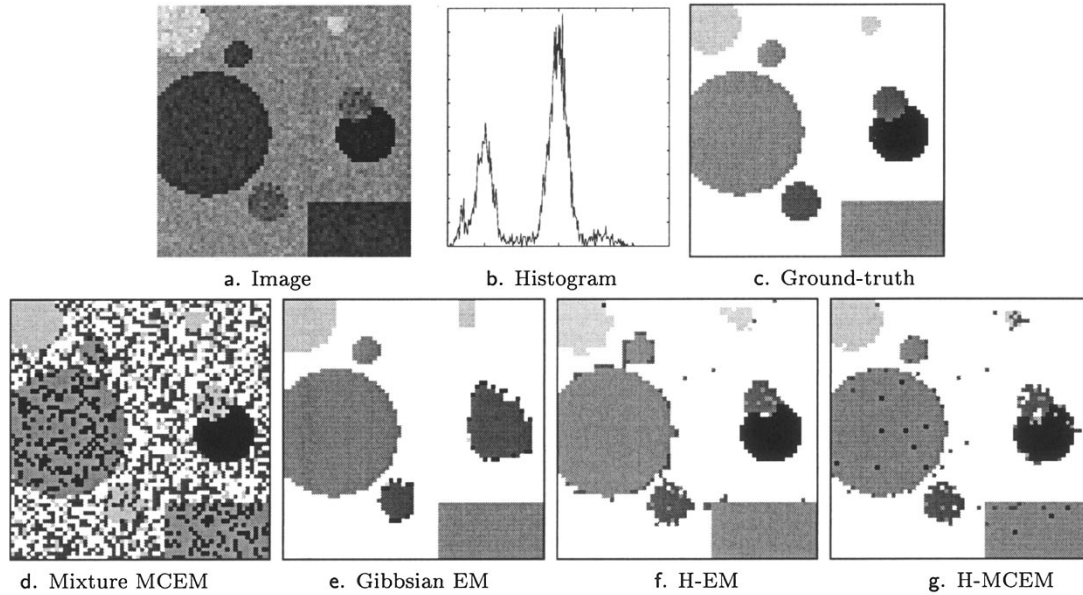 a. Image
b. Histogram
c. Ground-truth
d. Mixture MCEM
e. Gibbsian EM
f. H-EM
g. H-MCEM